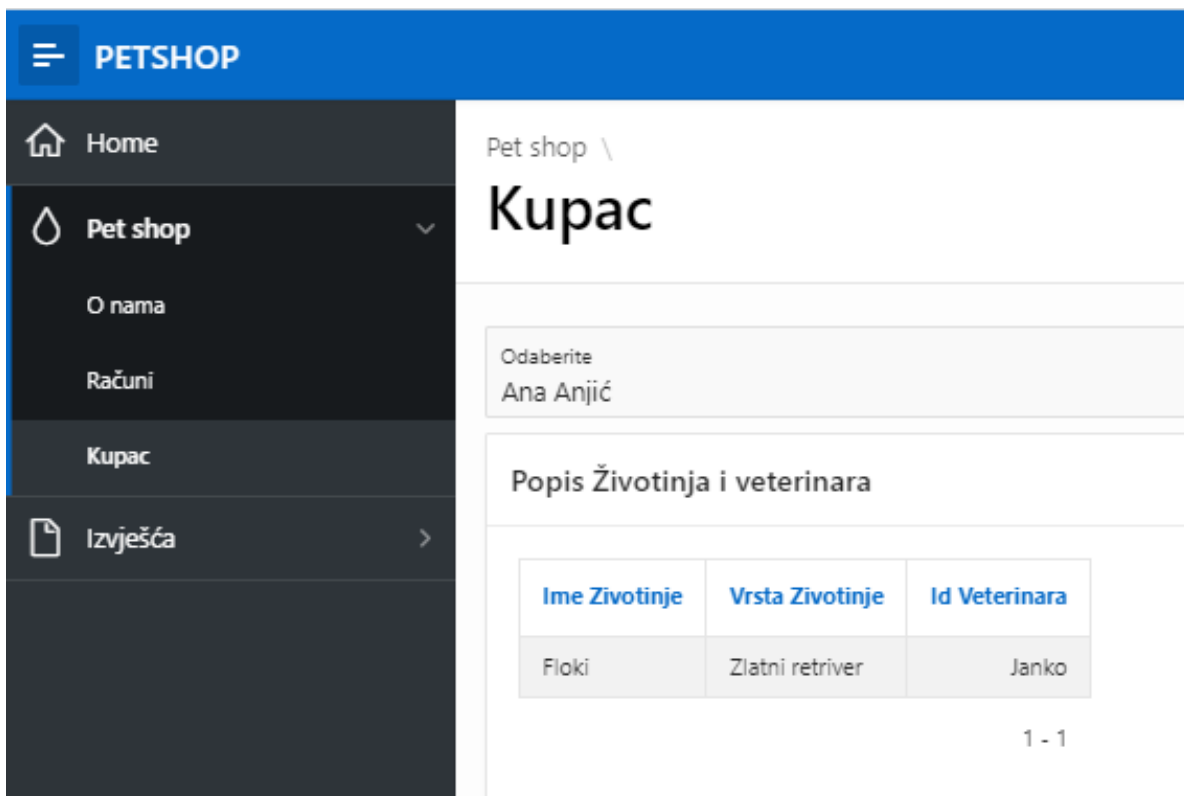 PETSHOP
Home
Pet shop
O nama
Računi
Kupac
Izvješća
Pet shop \
Kupac
Odaberite
Ana Anjić
Popis Životinja i veterinara
Ime Zivotinje Vrsta Zivotinje Id Veterinara
Floki Zlatni retriver Janko
1 - 1